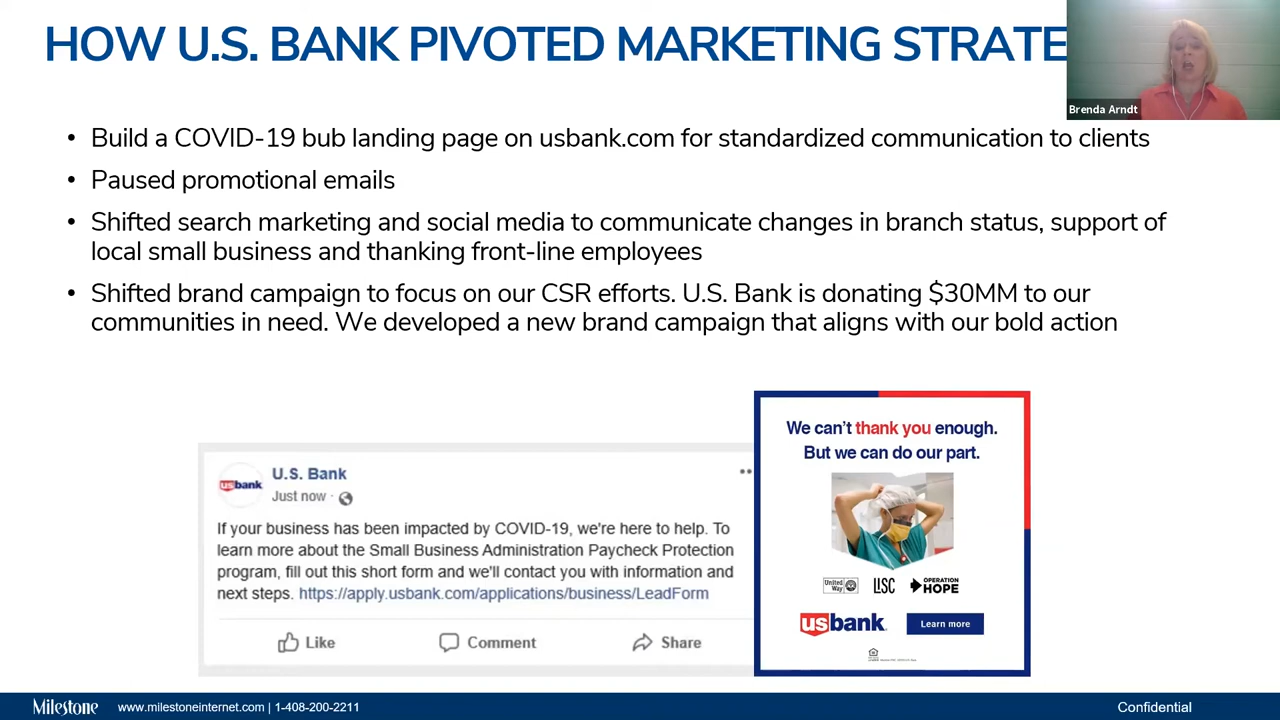 HOW U.S. BANK PIVOTED MARKETING STRATE
Brenda Arndt
• Build a COVID-19 bub landing page on usbank.com for standardized communication to clients
• Paused promotional emails
• Shifted search marketing and social media to communicate changes in branch status, support of
local small business and thanking front-line employees
• Shifted brand campaign to focus on our CSR efforts. U.S. Bank is donating $30MM to our
communities in need. We developed a new brand campaign that aligns with our bold action
usbank
U.S. Bank
Just now ·
If your business has been impacted by COVID-19, we're here to help. To
learn more about the Small Business Administration Paycheck Protection
program, fill out this short form and we'll contact you with information and
next steps. https://apply.usbank.com/applications/business/LeadForm
Like Comment Share
We can't thank you enough.
But we can do our part.
United Way LISC OPERATION HOPE
usbank. Learn more
Milestone www.milestoneinternet.com | 1-408-200-2211 Confidential